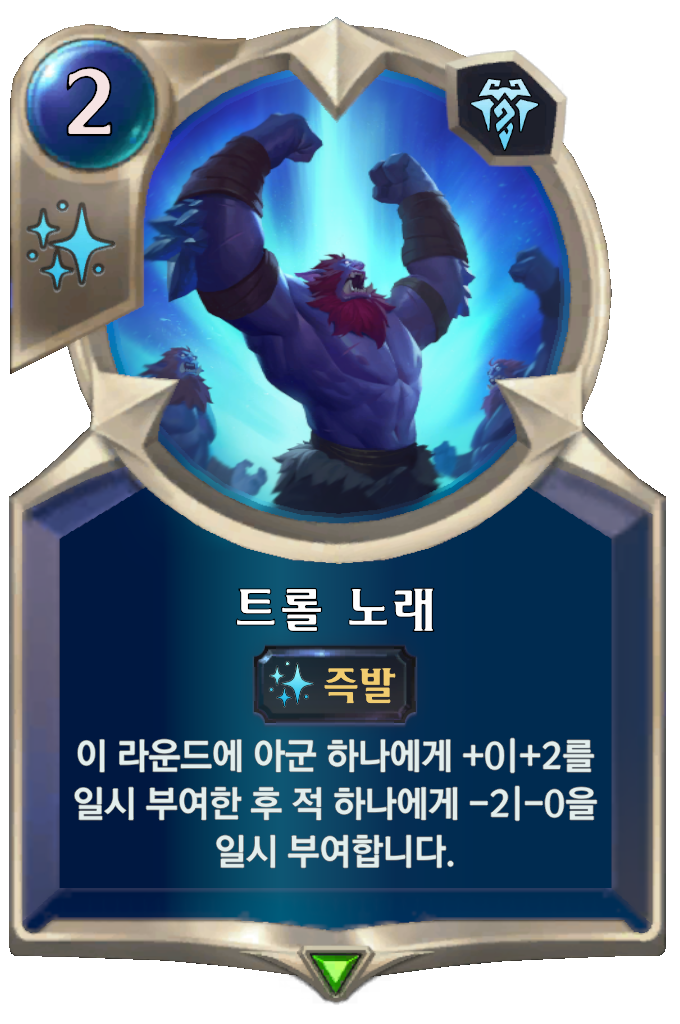 2
트롤 노래
즉발
이 라운드에 아군 하나에게 +0|+2를
일시 부여한 후 적 하나에게 -2|-0을
일시 부여합니다.